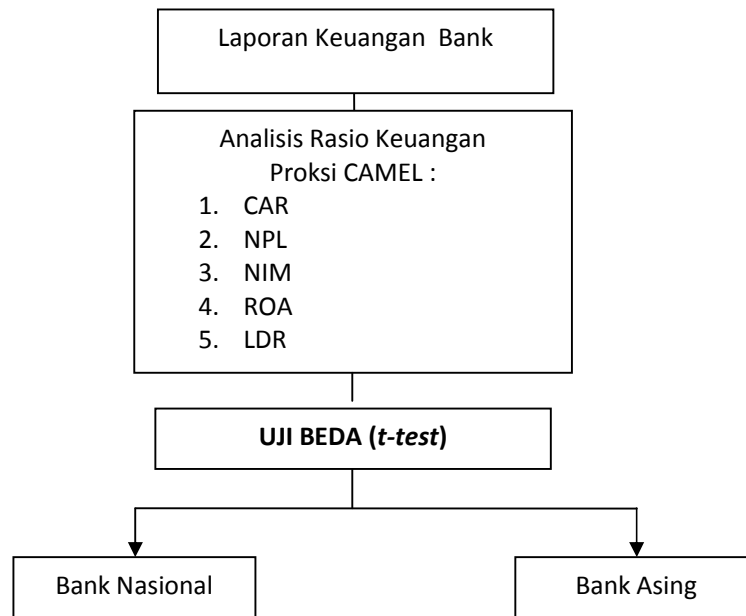 Laporan Keuangan Bank
Analisis Rasio Keuangan
Proksi CAMEL :
1. CAR
2. NPL
3. NIM
4. ROA
5. LDR
UJI BEDA (t-test)
Bank Nasional
Bank Asing